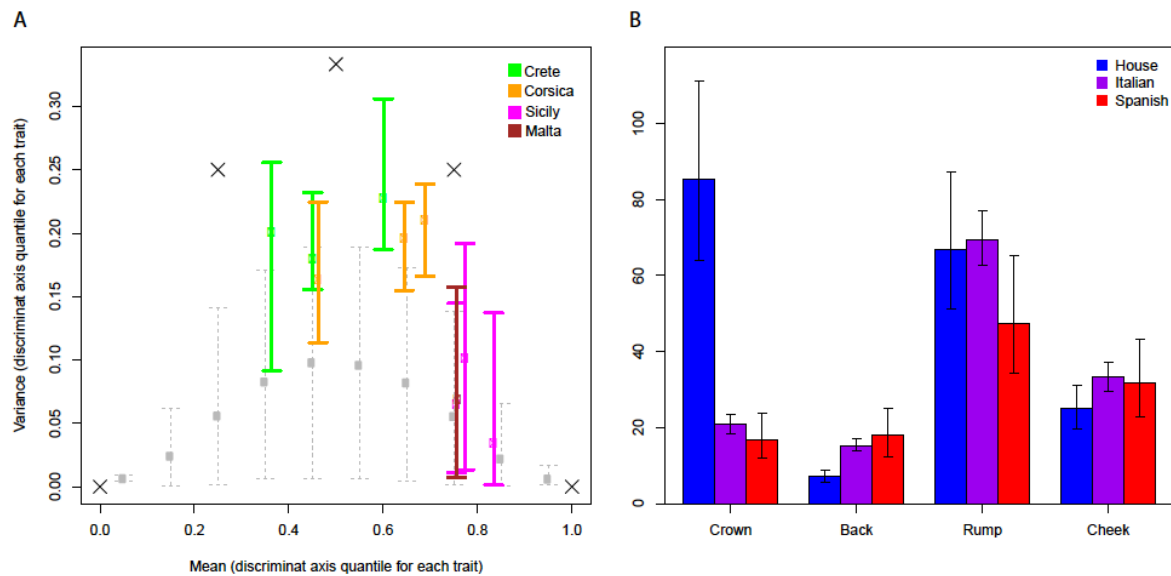 A
Variance (discriminat axis quantile for each trait)
0.30
0.25
0.20
0.15
0.10
0.05
0.00
Crete
Corsica
Sicily
Malta
0.0 0.2 0.4 0.6 0.8 1.0
Mean (discriminat axis quantile for each trait)
B
100
80
60
40
20
0
House
Italian
Spanish
Crown Back Rump Cheek